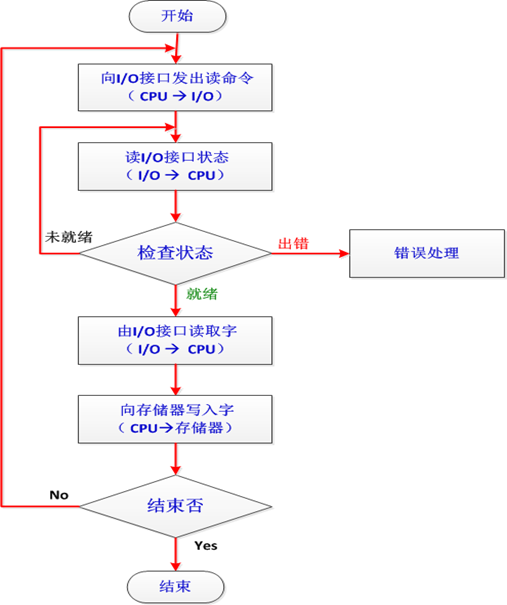 开始
向I/O接口发出读命令
（ CPU → I/O）
读I/O接口状态
（ I/O → CPU）
未就绪
检查状态
出错
错误处理
就绪
由I/O接口读取字
（ I/O → CPU）
向存储器写入字
（ CPU→存储器）
No
结束否
Yes
结束